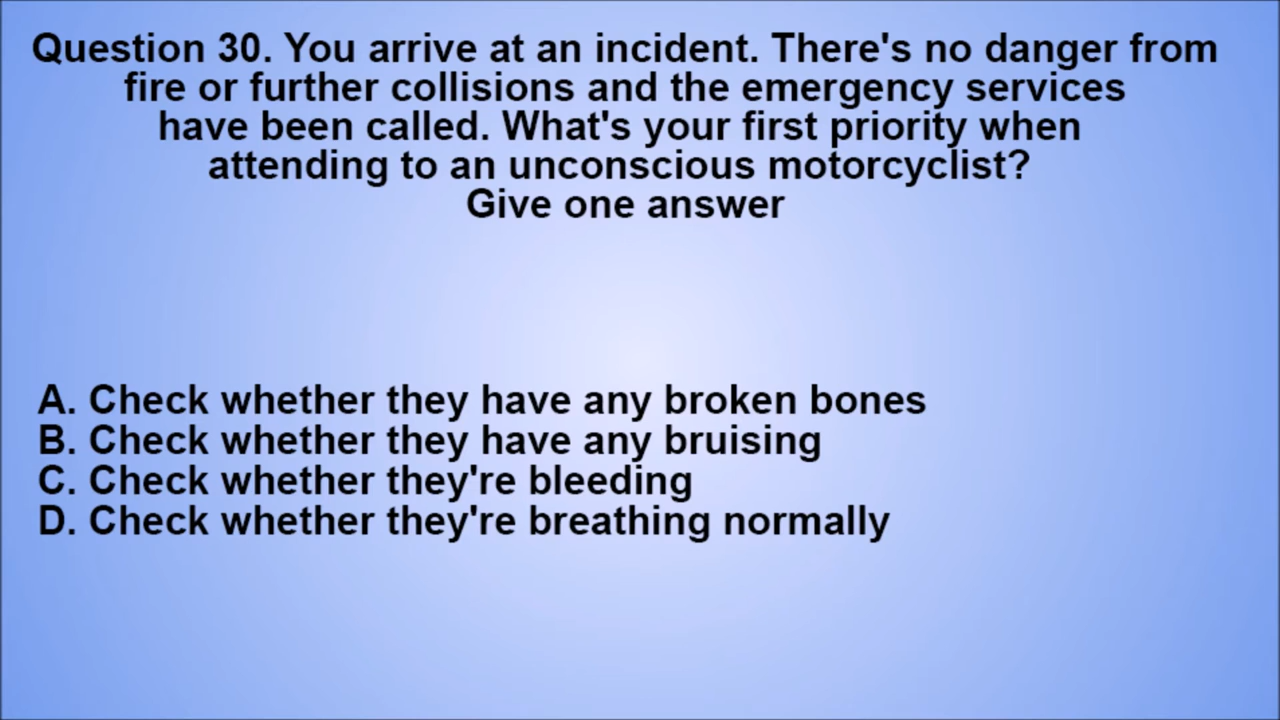 Question 30. You arrive at an incident. There's no danger from
fire or further collisions and the emergency services
have been called. What's your first priority when
attending to an unconscious motorcyclist?
Give one answer
A. Check whether they have any broken bones
B. Check whether they have any bruising
C. Check whether they're bleeding
D. Check whether they're breathing normally